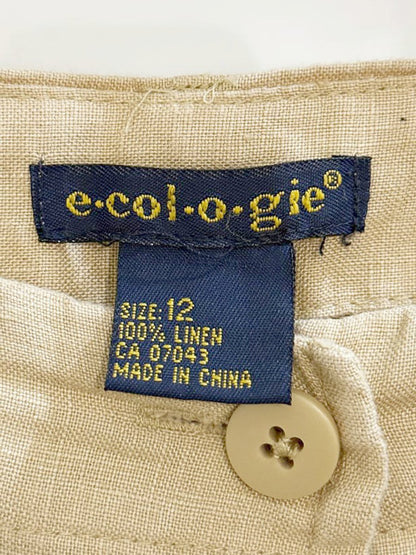 e·col·o·gie®
SIZE: 12
100% LINEN
CA 07043
MADE IN CHINA